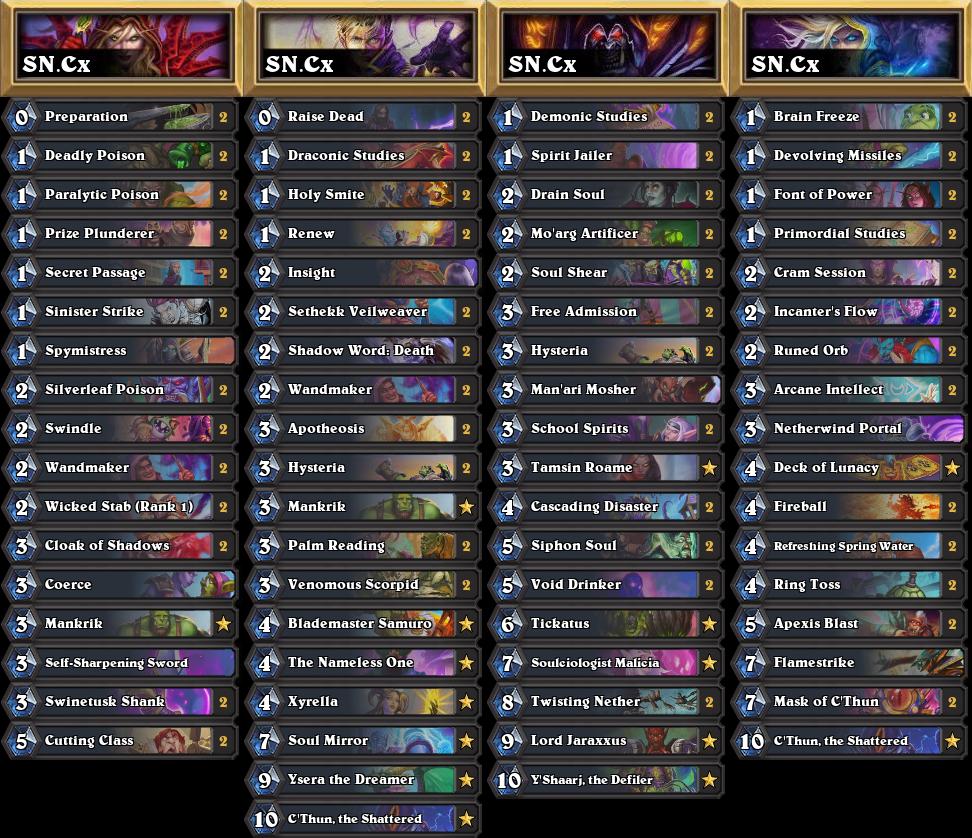 SN.Cx
0 Preparation 2
1 Deadly Poison 2
1 Paralytic Poison 2
1 Prize Plunderer 2
1 Secret Passage 2
1 Sinister Strike 2
1 Spymistress
2 Silverleaf Poison 2
2 Swindle 2
2 Wandmaker 2
2 Wicked Stab (Rank 1) 2
3 Cloak of Shadows 2
3 Coerce
3 Mankrik
3 Self-Sharpening Sword
3 Swinetusk Shank 2
5 Cutting Class 2
SN.Cx
0 Raise Dead 2
1 Draconic Studies 2
1 Holy Smite 2
1 Renew 2
2 Insight
2 Sethekk Veilweaver 2
2 Shadow Word: Death 2
2 Wandmaker 2
3 Apotheosis 2
3 Hysteria 2
3 Mankrik
3 Palm Reading 2
3 Venomous Scorpid 2
4 Blademaster Samuro
4 The Nameless One
4 Xyrella
7 Soul Mirror
9 Ysera the Dreamer
10 C'Thun, the Shattered
SN.Cx
1 Demonic Studies 2
1 Spirit Jailer 2
2 Drain Soul 2
2 Mo'arg Artificer 2
2 Soul Shear 2
3 Free Admission 2
3 Hysteria 2
3 Man'ari Mosher
3 School Spirits 2
3 Tamsin Roame
4 Cascading Disaster 2
5 Siphon Soul 2
5 Void Drinker 2
6 Tickatus
7 Soulciologist Malicia
8 Twisting Nether 2
9 Lord Jaraxxus
10 Y'Shaarj, the Defiler
SN.Cx
1 Brain Freeze 2
1 Devolving Missiles 2
1 Font of Power 2
1 Primordial Studies 2
2 Cram Session 2
2 Incanter's Flow 2
2 Runed Orb 2
3 Arcane Intellect 2
3 Netherwind Portal
4 Deck of Lunacy
4 Fireball 2
4 Refreshing Spring Water 2
4 Ring Toss 2
5 Apexis Blast 2
7 Flamestrike
7 Mask of C'Thun 2
10 C'Thun, the Shattered